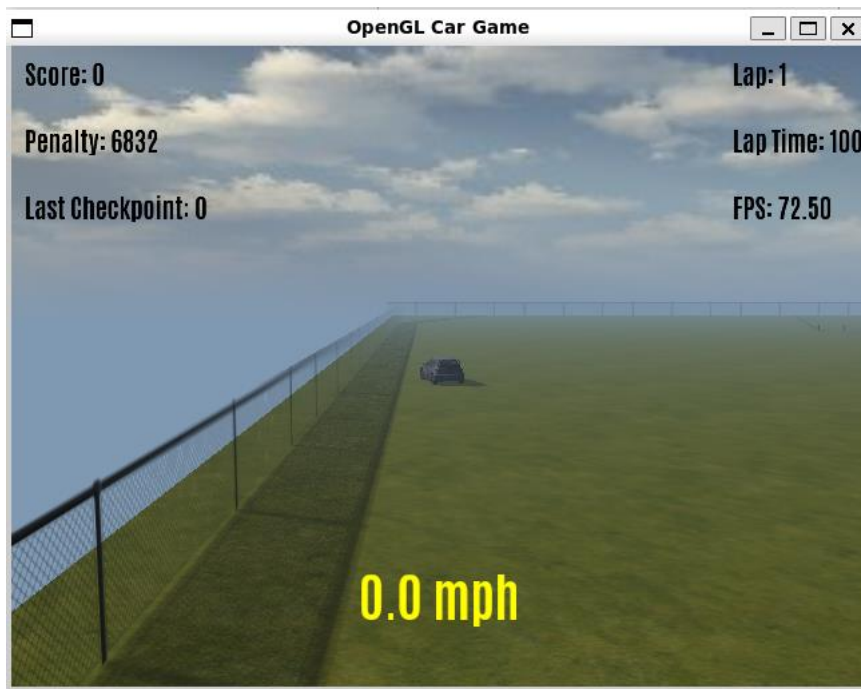 OpenGL Car Game
Score: 0
Lap: 1
Penalty: 6832
Lap Time: 100
Last Checkpoint: 0
FPS: 72.50
0.0 mph